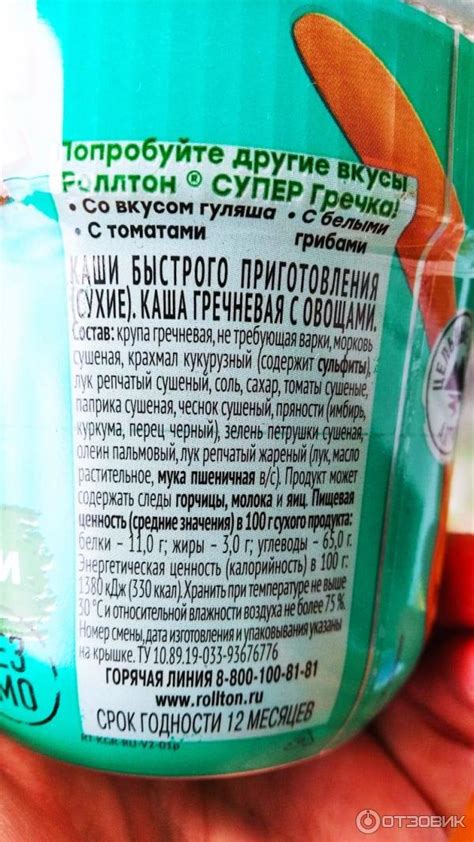 Попробуйте другие вкусы
Роллтон ® СУПЕР Гречка!
• Со вкусом гуляша • С белыми
• С томатами грибами
КАШИ БЫСТРОГО ПРИГОТОВЛЕНИЯ
(СУХИЕ). КАША ГРЕЧНЕВАЯ С ОВОЩАМИ.
Состав: крупа гречневая, не требующая варки, морковь
сушеная, крахмал кукурузный (содержит сульфиты),
лук репчатый сушеный, соль, сахар, томаты сушеные,
паприка сушеная, чеснок сушеный, пряности (имбирь,
куркума, перец черный), зелень петрушки сушеная,
олеин пальмовый, лук репчатый жареный (лук, масло
растительное, мука пшеничная в/с). Продукт может
содержать следы горчицы, молока и яиц. Пищевая
ценность (средние значения) в 100 г сухого продукта:
белки – 11,0 г; жиры – 3,0 г; углеводы – 65,0 г.
Энергетическая ценность (калорийность) в 100 г:
1380 кДж (330 ккал). Хранить при температуре не выше
30°С и относительной влажности воздуха не более 75 %.
Номер смены, дата изготовления и упаковывания указаны
на крышке. ТУ 10.89.19-033-93676776
ГОРЯЧАЯ ЛИНИЯ 8-800-100-81-81
www.rollton.ru
СРОК ГОДНОСТИ 12 МЕСЯЦЕВ
RT-KGR-RU-V2-01p
ОТЗОВИК